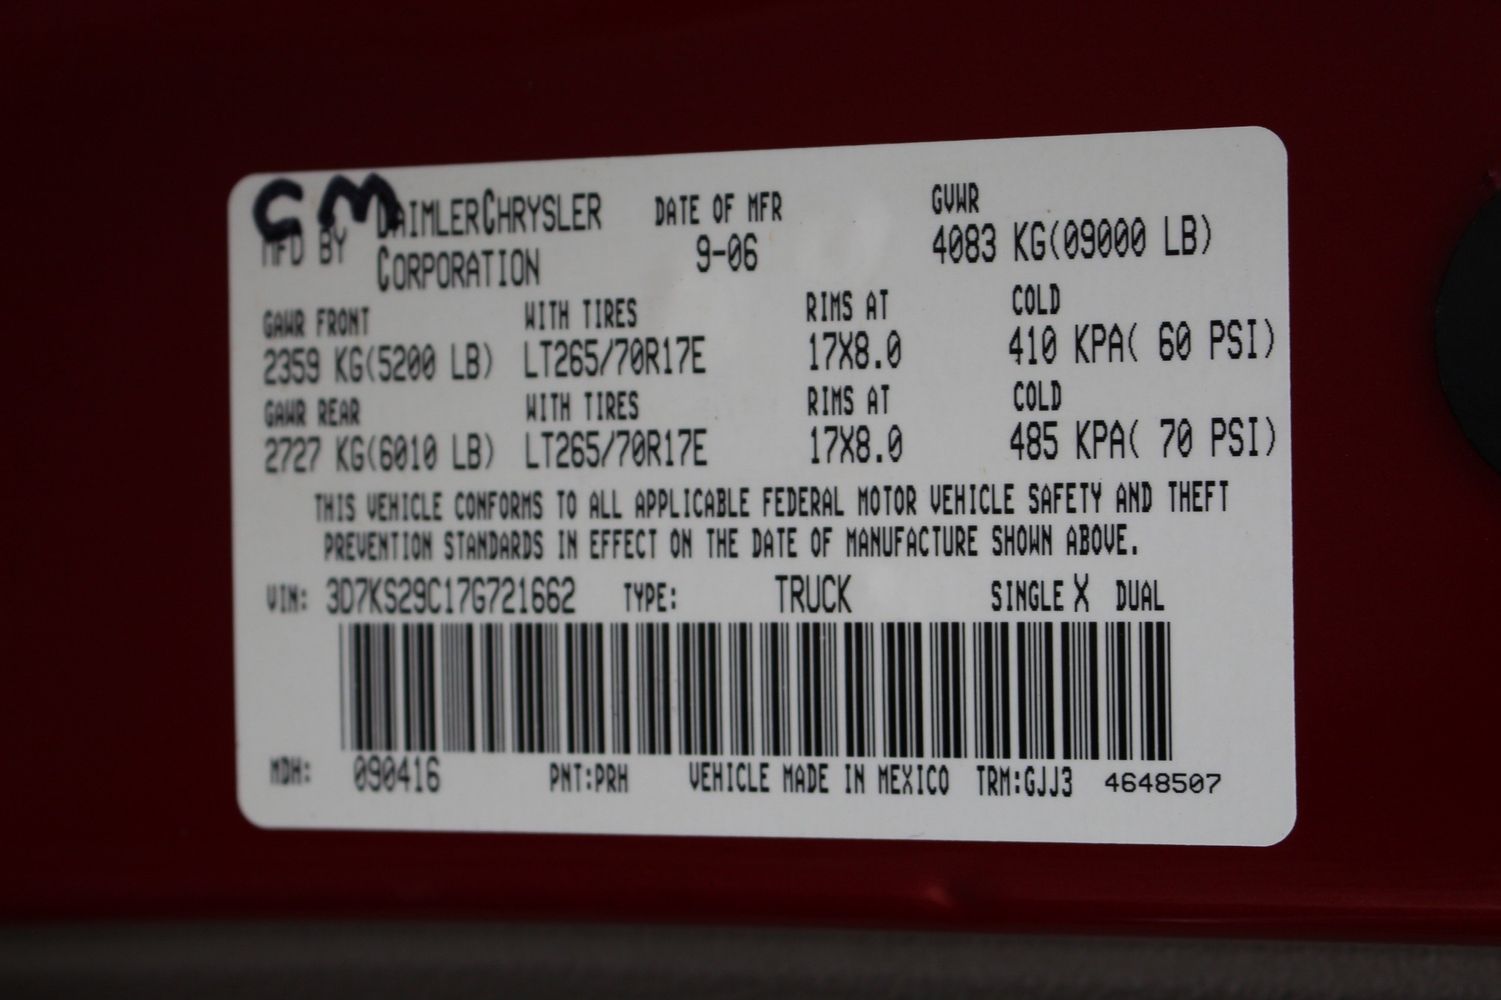 CM
MFD BY DAIMLERCHRYSLER CORPORATION DATE OF MFR 9-06 GVWR 4083 KG(09000 LB)
GAWR FRONT WITH TIRES RIMS AT COLD
2359 KG(5200 LB) LT265/70R17E 17X8.0 410 KPA( 60 PSI)
GAWR REAR WITH TIRES RIMS AT COLD
2727 KG(6010 LB) LT265/70R17E 17X8.0 485 KPA( 70 PSI)
THIS VEHICLE CONFORMS TO ALL APPLICABLE FEDERAL MOTOR VEHICLE SAFETY AND THEFT
PREVENTION STANDARDS IN EFFECT ON THE DATE OF MANUFACTURE SHOWN ABOVE.
VIN: 3D7KS29C17G721662 TYPE: TRUCK SINGLE X DUAL
MDH: 090416 PNT:PRH VEHICLE MADE IN MEXICO TRM:GJJ3 4648507